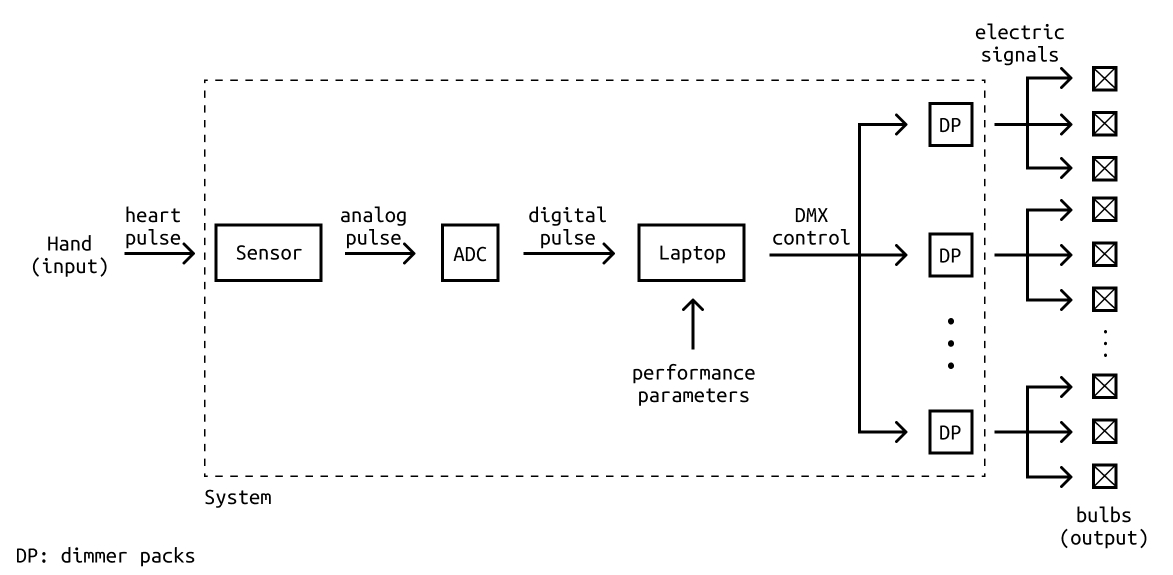 electric
signals
DP
heart
pulse
analog
pulse
digital
pulse
DMX
control
Hand
(input)
Sensor
ADC
Laptop
DP
performance
parameters
DP
System
bulbs
(output)
DP: dimmer packs